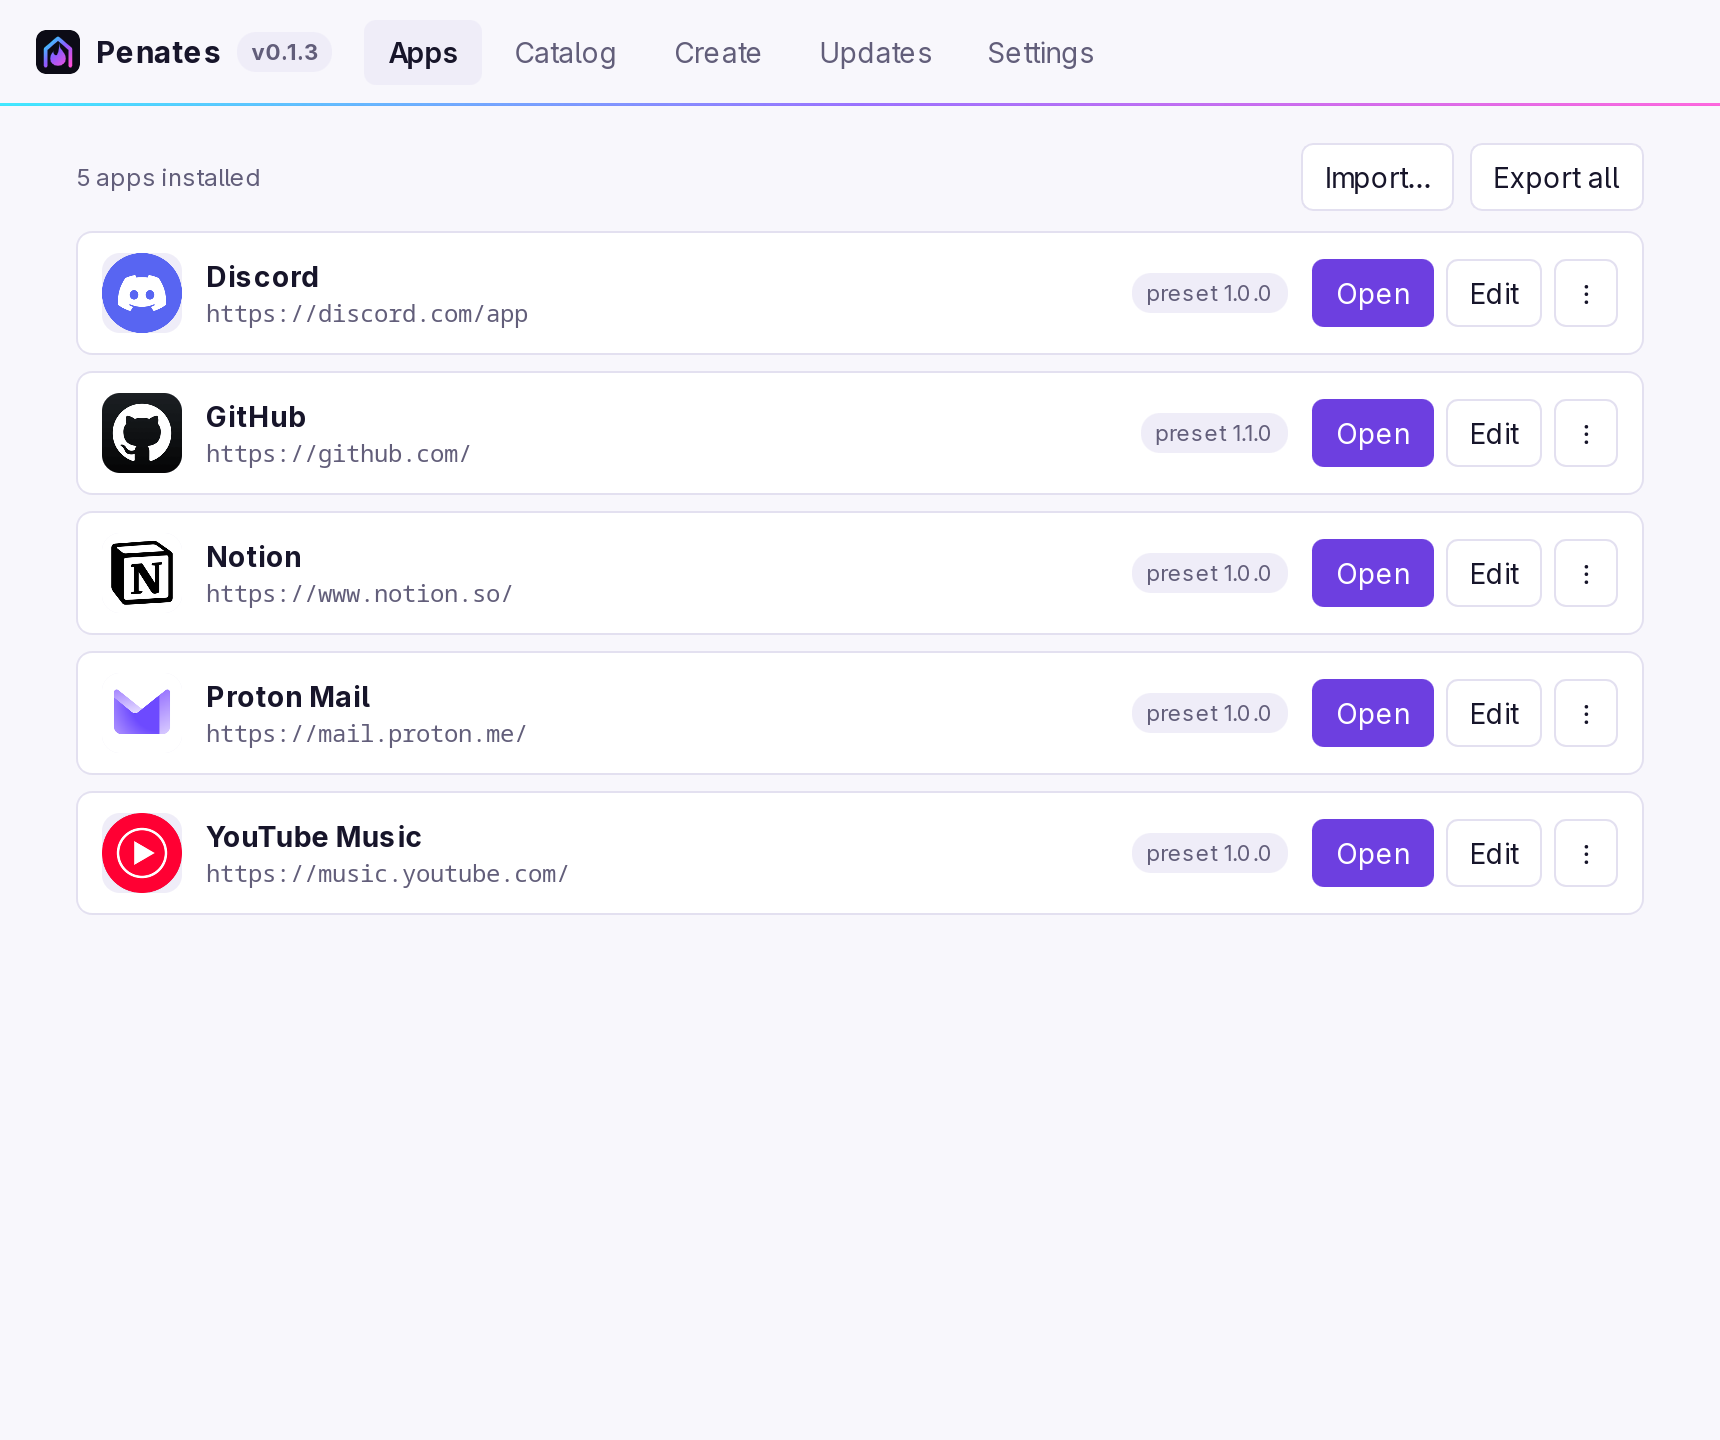 Penates v0.1.3 Apps Catalog Create Updates Settings
5 apps installed Import... Export all
Discord
https://discord.com/app
preset 1.0.0 Open Edit
GitHub
https://github.com/
preset 1.1.0 Open Edit
Notion
https://www.notion.so/
preset 1.0.0 Open Edit
Proton Mail
https://mail.proton.me/
preset 1.0.0 Open Edit
YouTube Music
https://music.youtube.com/
preset 1.0.0 Open Edit